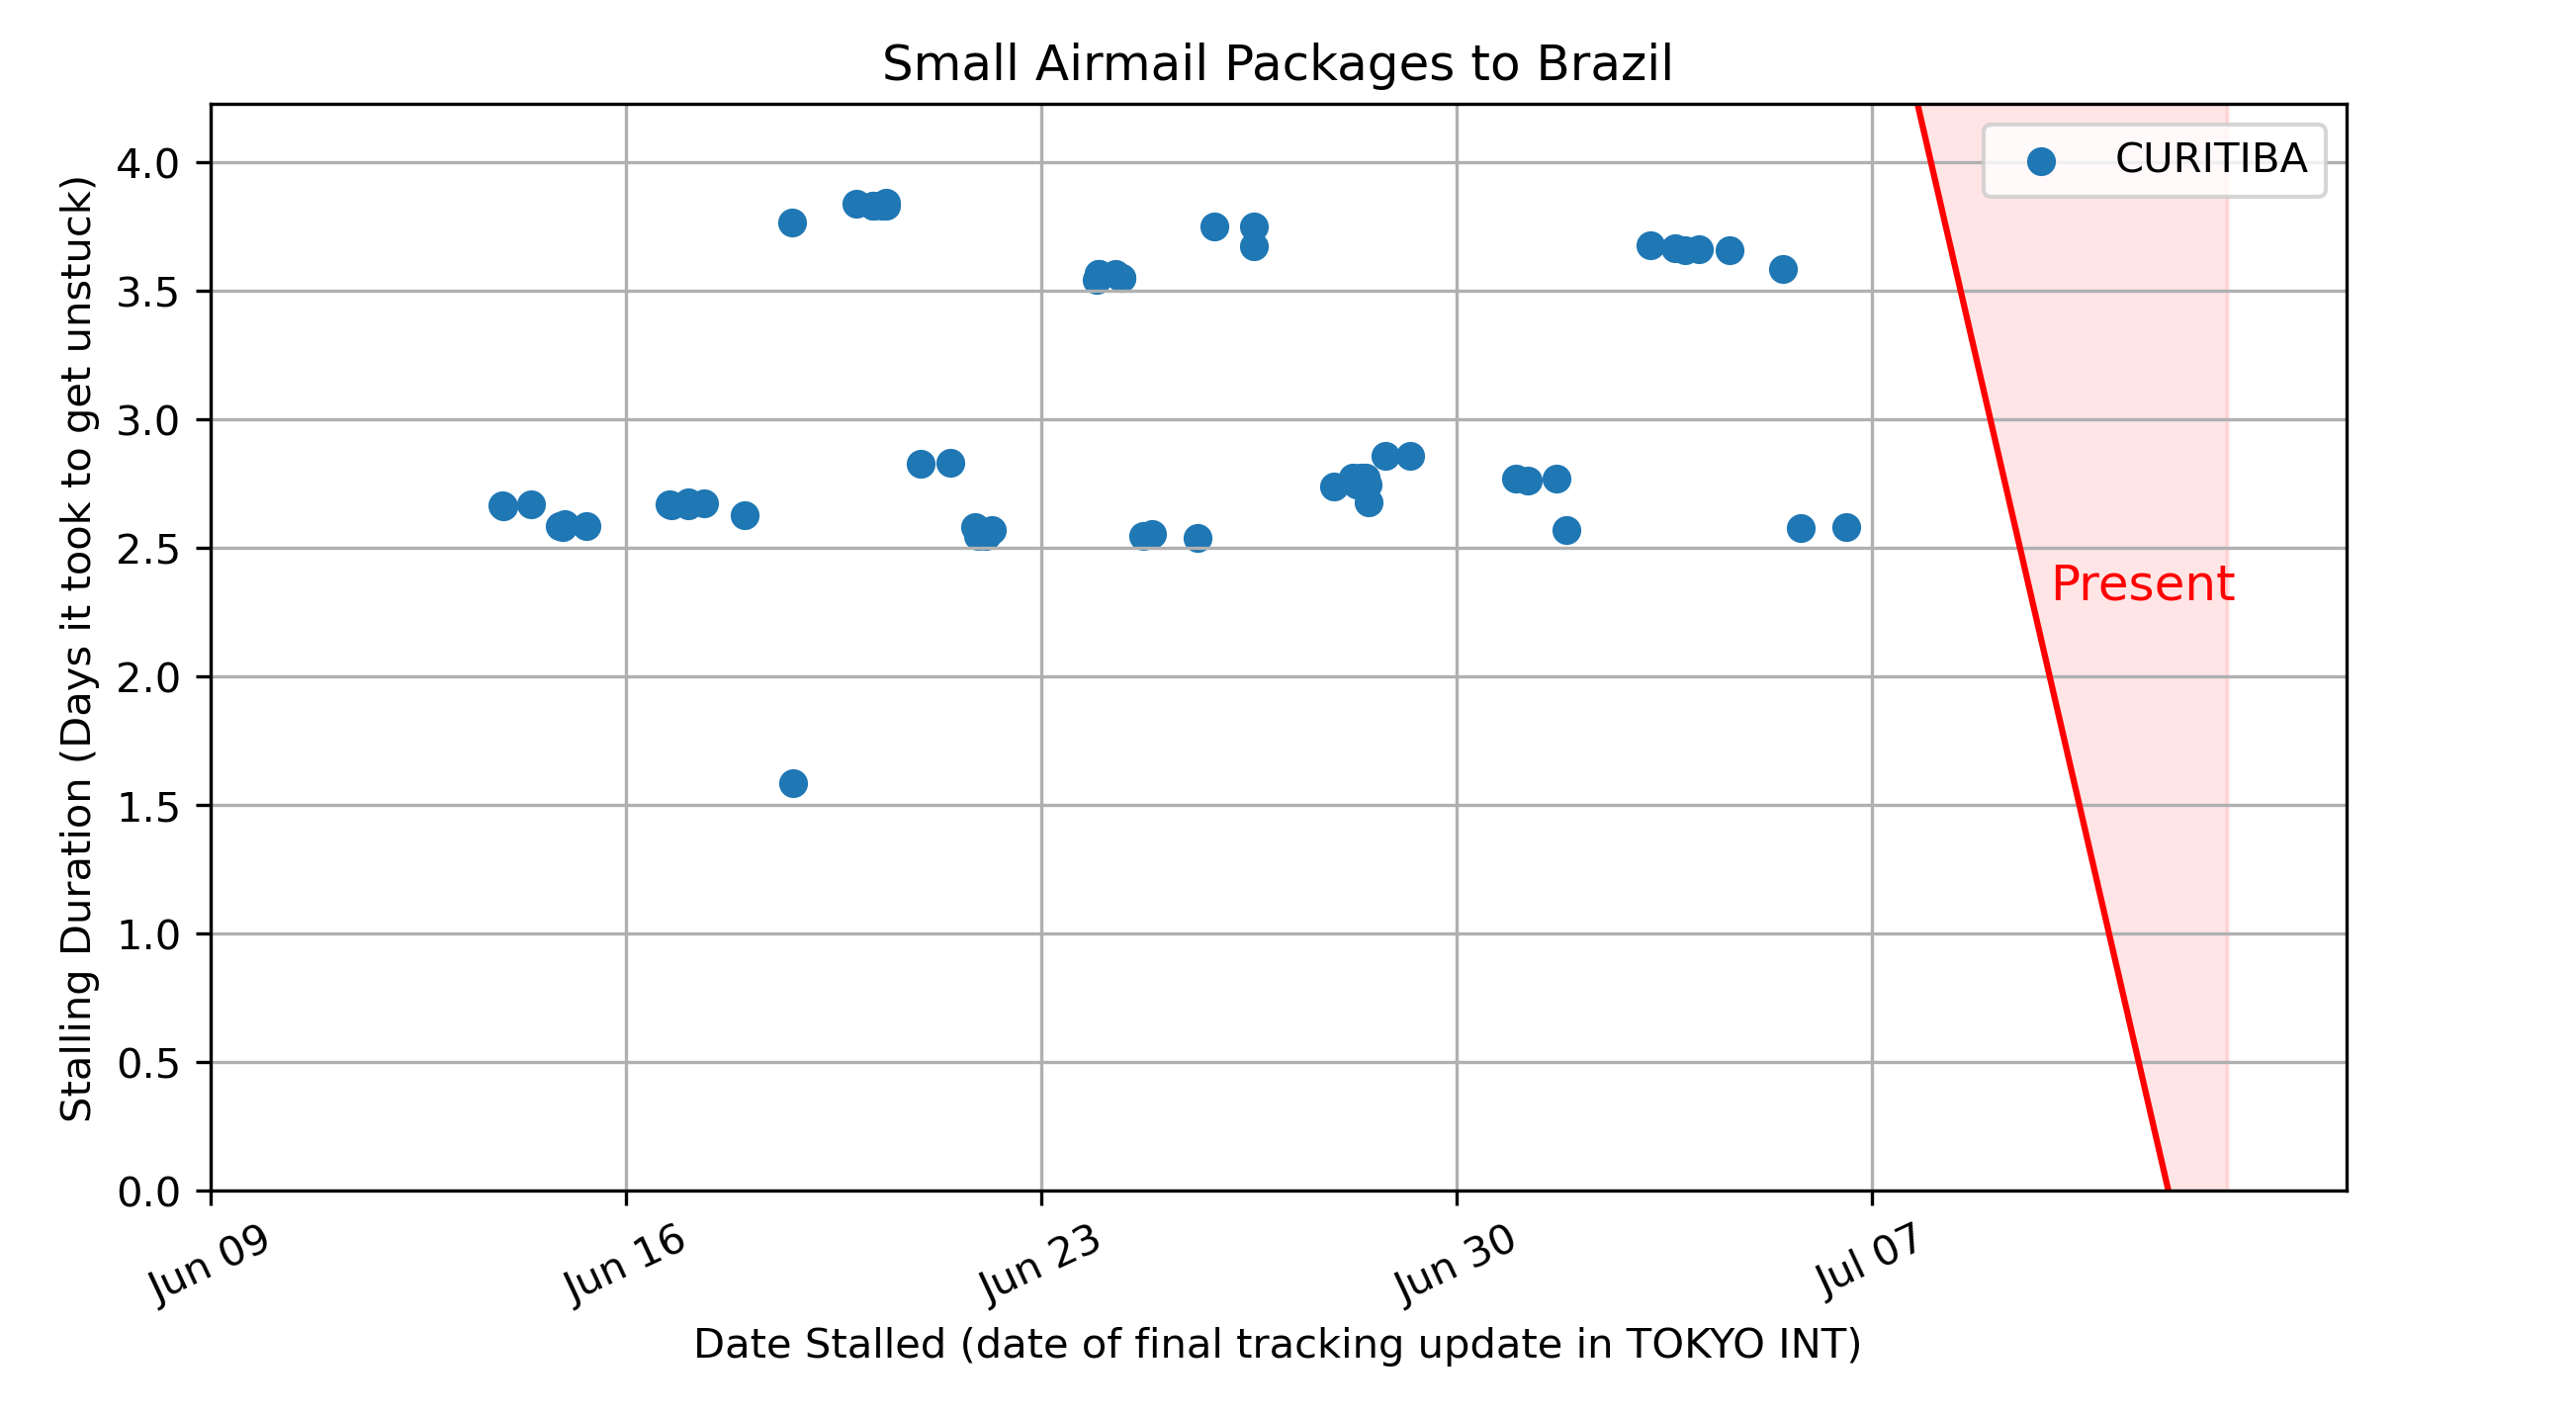 Small Airmail Packages to Brazil
Stalling Duration (Days it took to get unstuck)
4.0
3.5
3.0
2.5
2.0
1.5
1.0
0.5
0.0
CURITIBA
Present
Jun 09
Jun 16
Jun 23
Jun 30
Jul 07
Date Stalled (date of final tracking update in TOKYO INT)